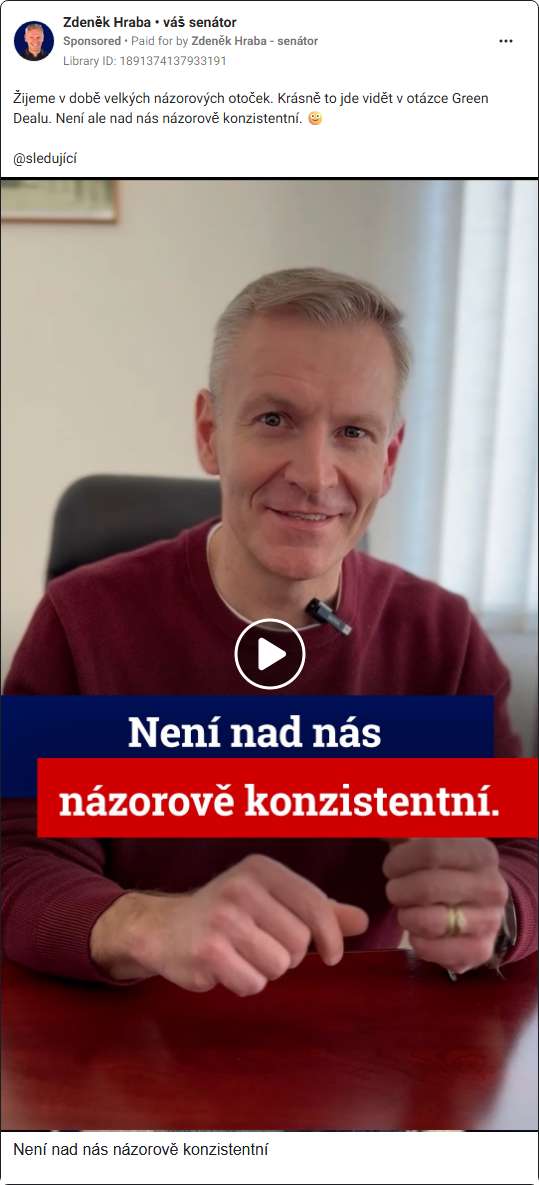 Zdeněk Hraba • váš senátor
Sponsored • Paid for by Zdeněk Hraba - senátor
Library ID: 1891374137933191
Žijeme v době velkých názorových otoček. Krásně to jde vidět v otázce Green
Dealu. Není ale nad nás názorově konzistentní. 😉
@sledující
Není nad nás
názorově konzistentní.
Není nad nás názorově konzistentní